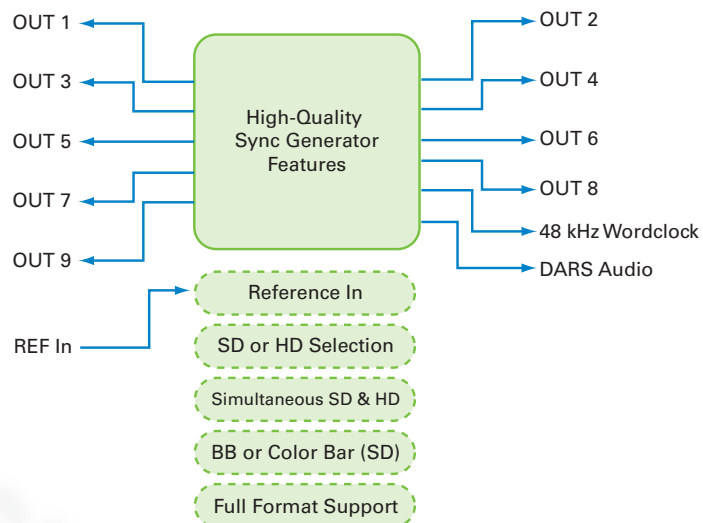 OUT 1
OUT 2
OUT 3
OUT 4
High-Quality
Sync Generator
Features
OUT 5
OUT 6
OUT 7
OUT 8
48 kHz Wordclock
OUT 9
DARS Audio
Reference In
REF In
SD or HD Selection
Simultaneous SD & HD
BB or Color Bar (SD)
Full Format Support